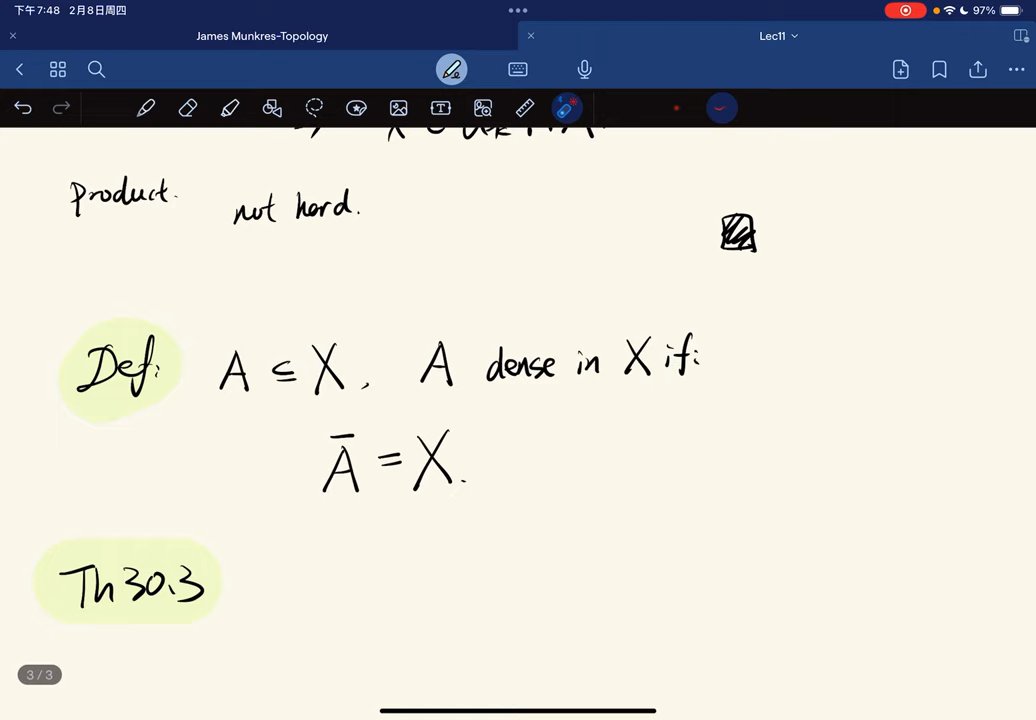 下午7:48 2月8日周四
97%
James Munkres-Topology
Lec11
T
Product.
not hard.
Def: A ⊆ X, A dense in X if:
Ā = X.
Th 30.3
3 / 3